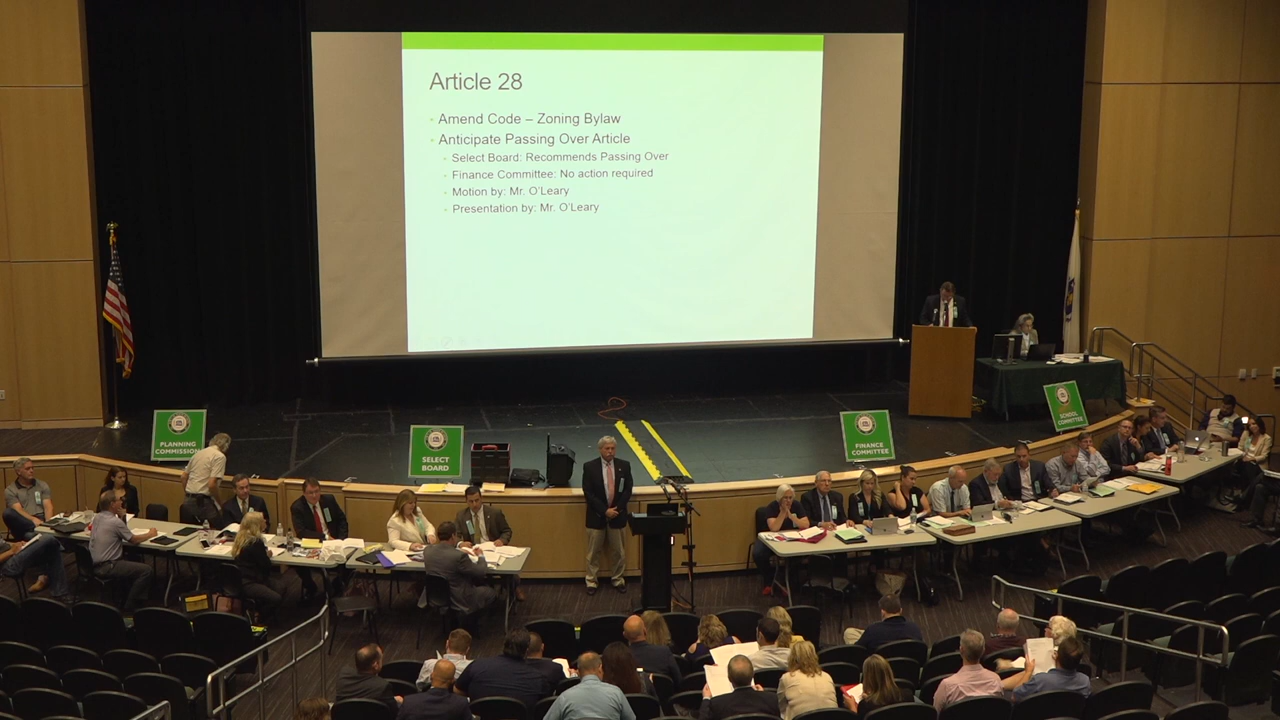 Article 28
Amend Code – Zoning Bylaw
Anticipate Passing Over Article
Select Board: Recommends Passing Over
Finance Committee: No action required
Motion by: Mr. O'Leary
Presentation by: Mr. O'Leary
PLANNING
COMMISSION
SELECT
BOARD
FINANCE
COMMITTEE
SCHOOL
COMMITTEE